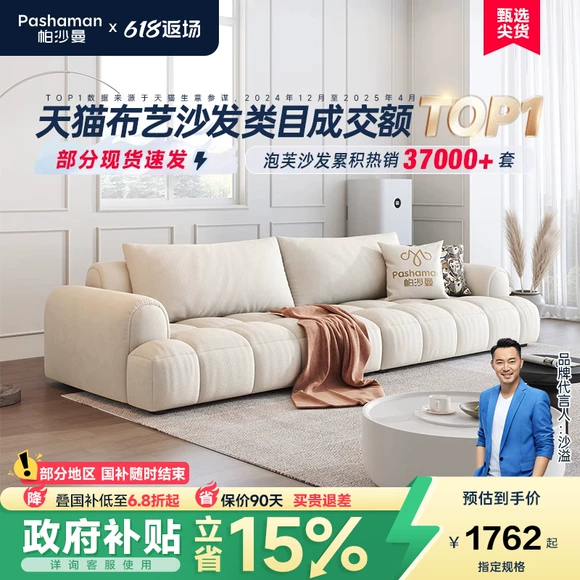 Pashaman
帕沙曼
x 618返场
甄选
尖货
TOP1数据来源于天猫生意参谋，2024年12月至2025年4月
天猫布艺沙发类目成交额 TOP1
部分现货速发
泡芙沙发累积热销 37000+ 套
Pashaman
帕沙曼
品牌代言人：沙溢
部分地区 国补随时结束
降 叠国补低至6.8折起
省 保价90天 买贵退差
预估到手价
政府补贴
详询客服使用
立省15%
¥1762起
指定规格